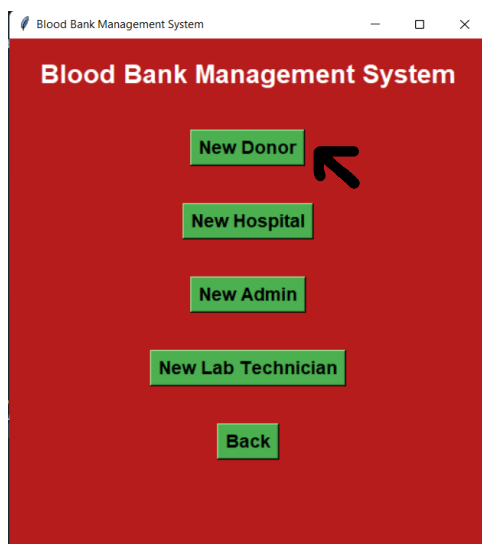 Blood Bank Management System
Blood Bank Management System
New Donor
New Hospital
New Admin
New Lab Technician
Back